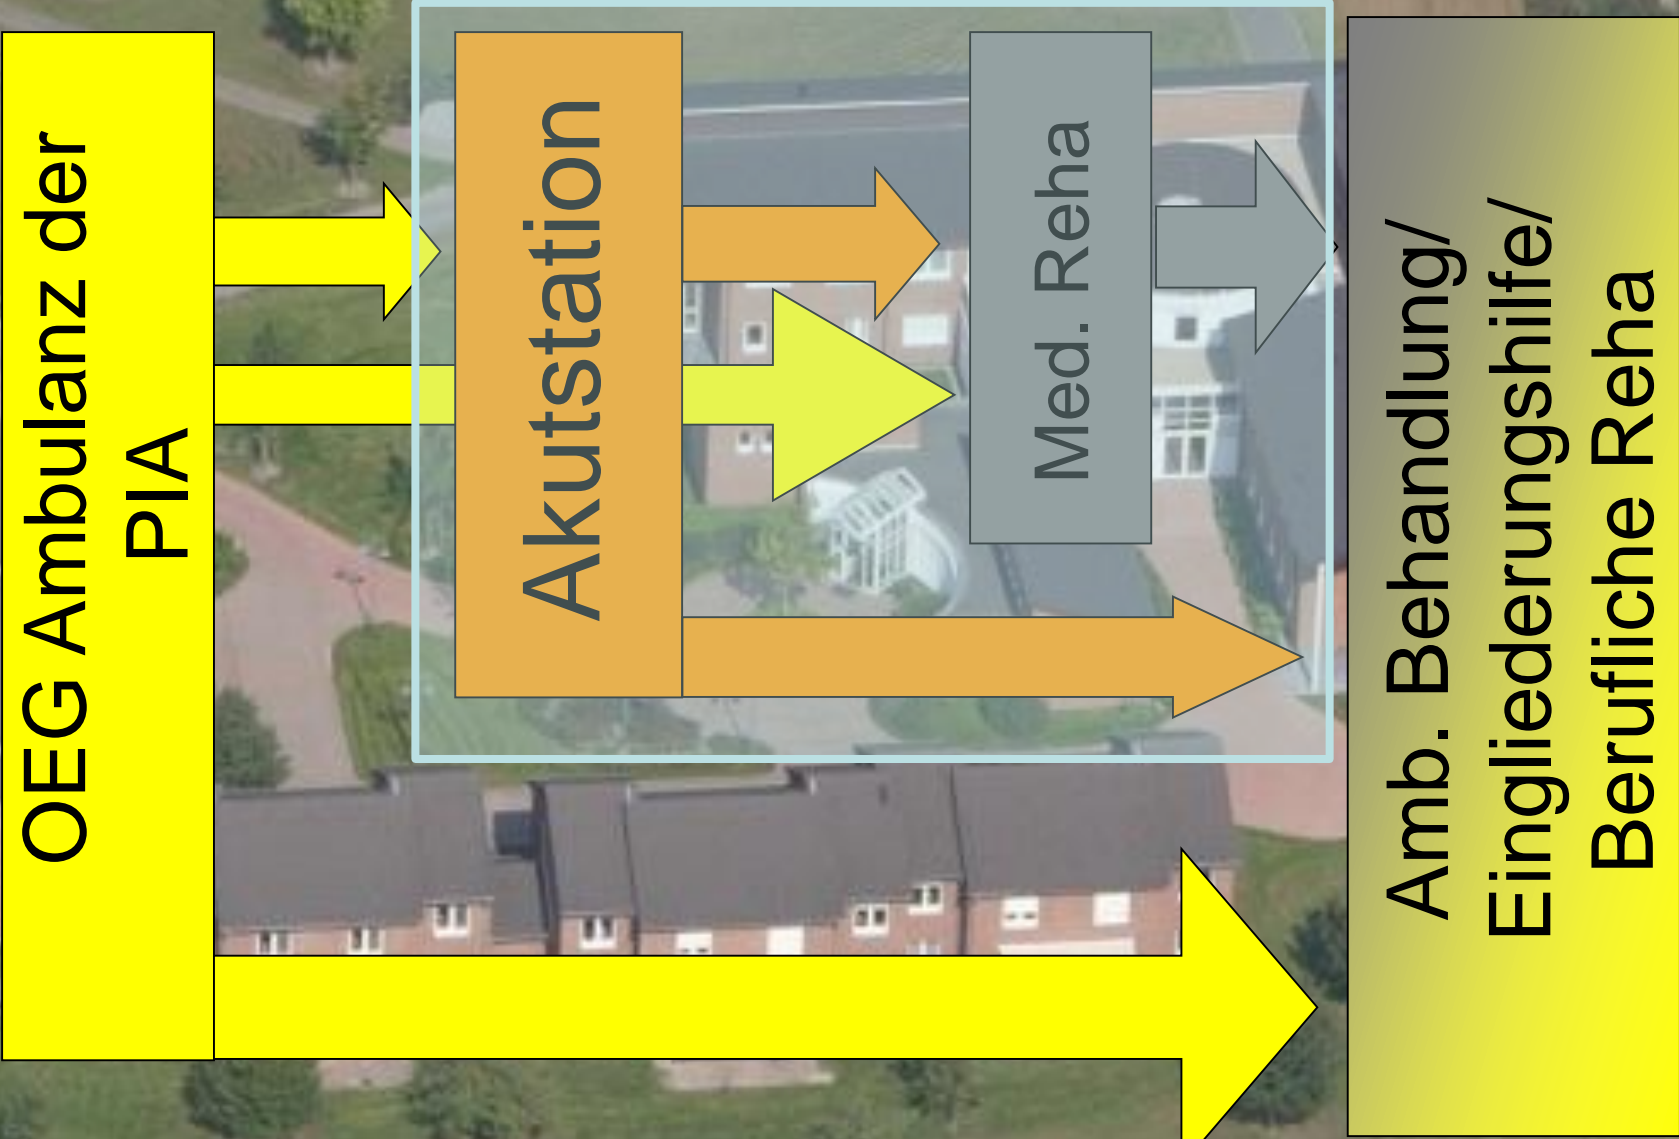 OEG Ambulanz der
PIA
Akutstation
Med. Reha
Amb. Behandlung/
Eingliederungshilfe/
Berufliche Reha